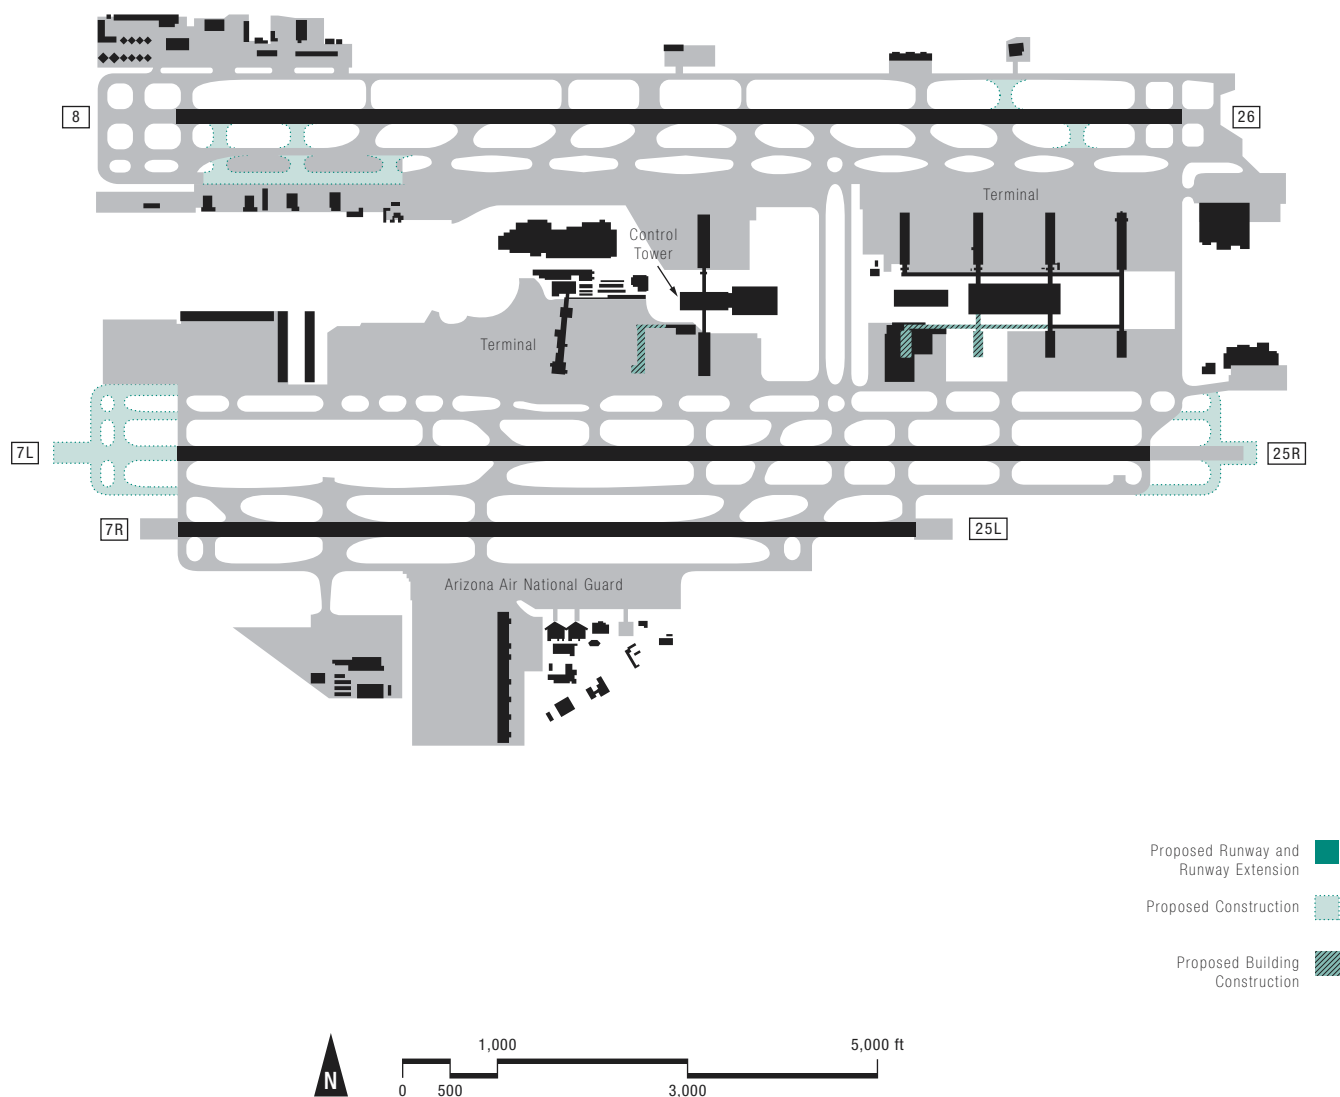 8
26
Terminal
Control
Tower
Terminal
7L
25R
7R
25L
Arizona Air National Guard
Proposed Runway and
Runway Extension
Proposed Construction
Proposed Building
Construction
N
1,000
5,000 ft
0
500
3,000